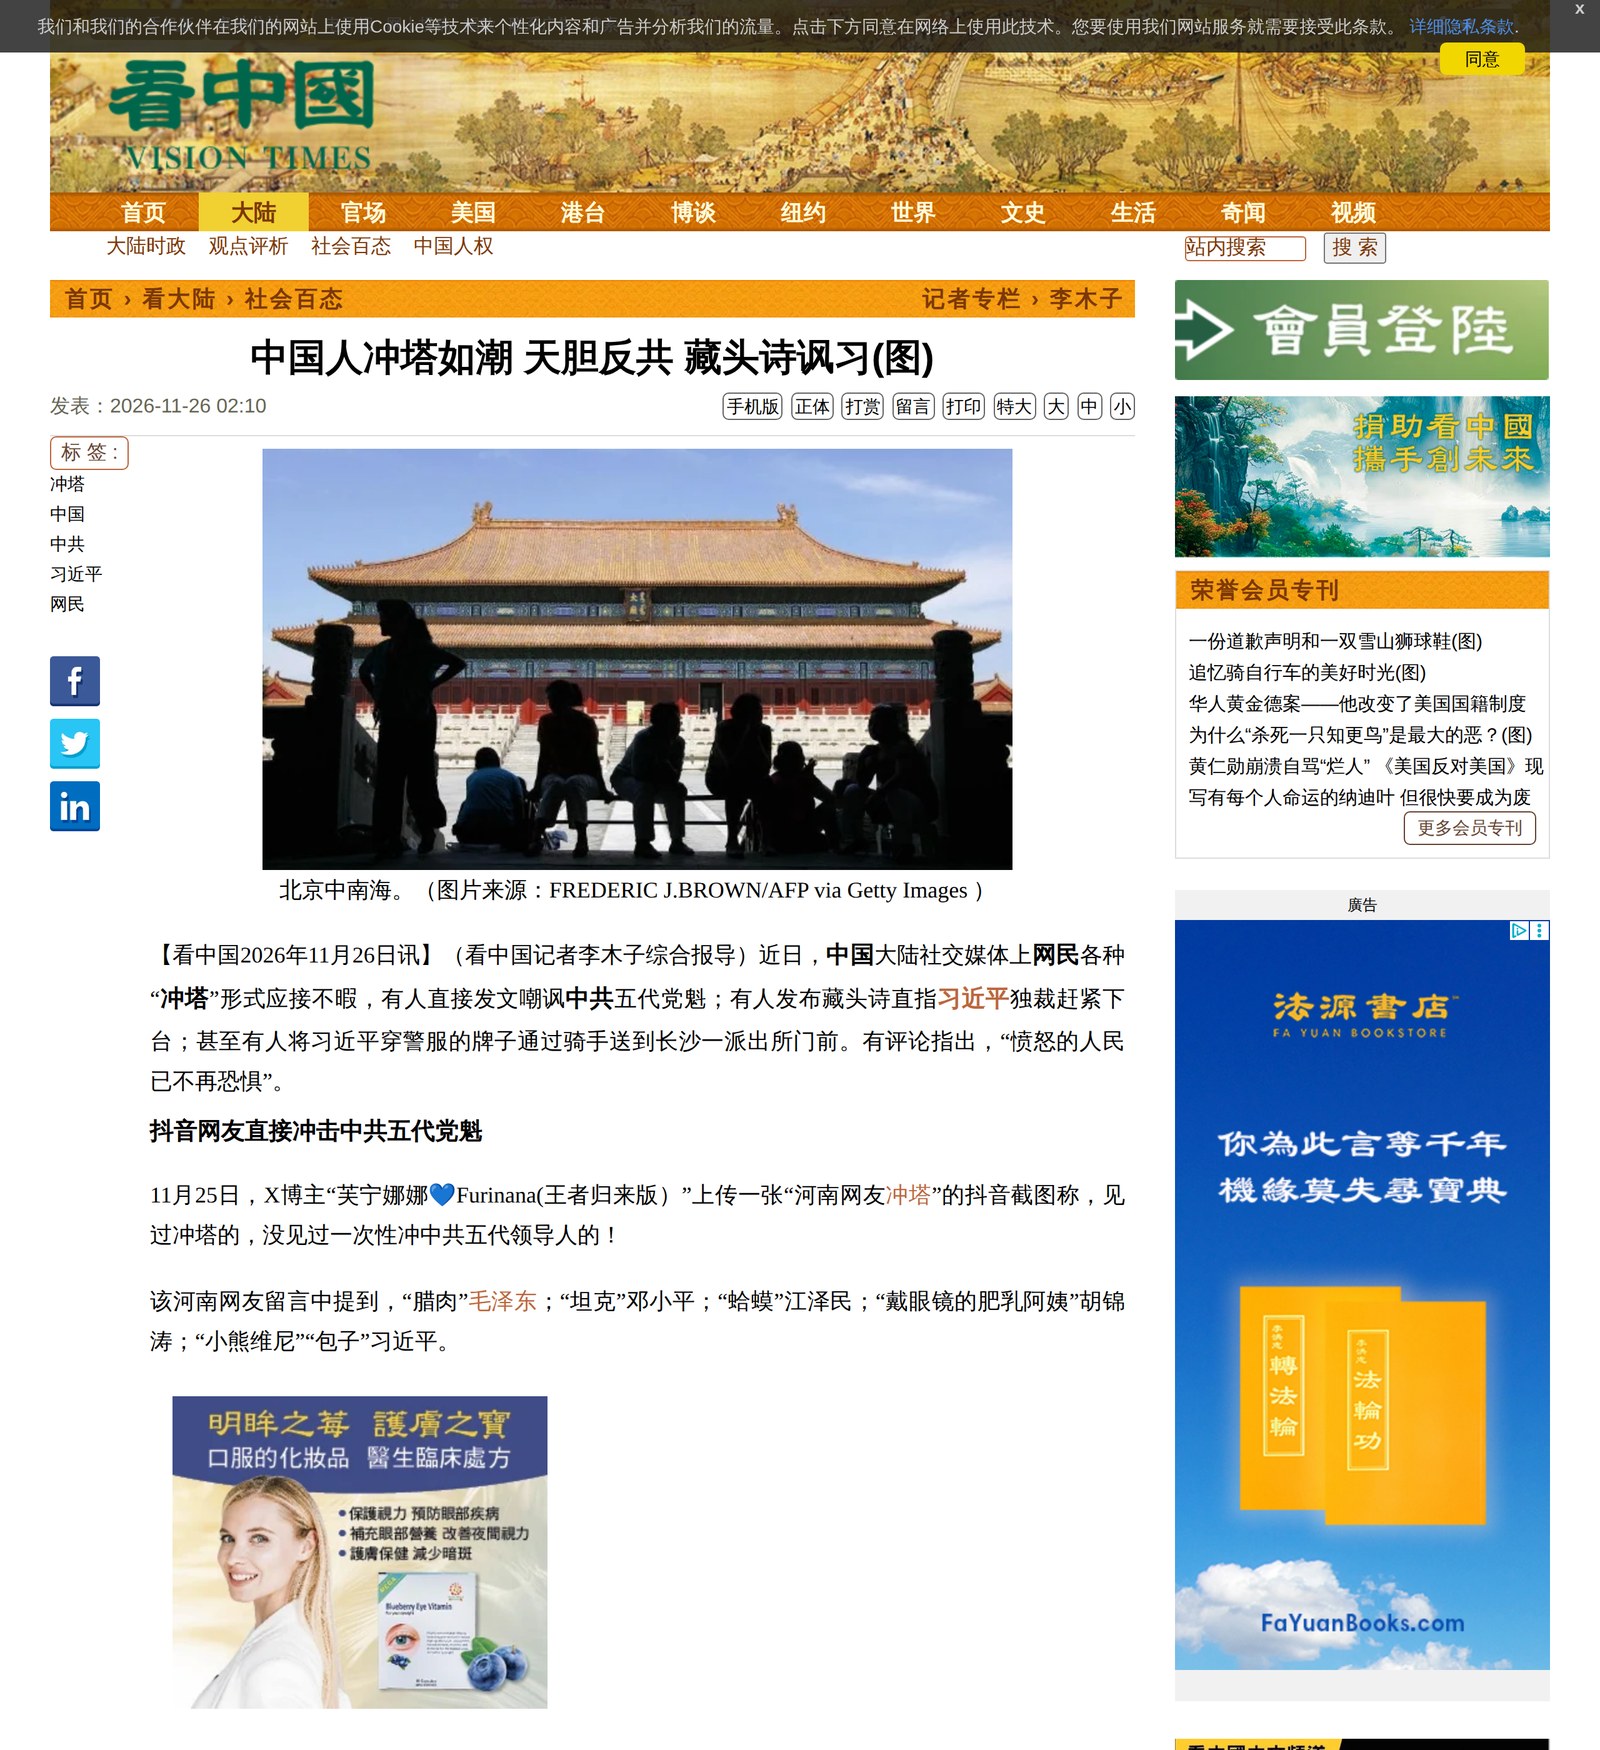 我们和我们的合作伙伴在我们的网站上使用Cookie等技术来个性化内容和广告并分析我们的流量。点击下方同意在网络上使用此技术。您要使用我们网站服务就需要接受此条款。 详细隐私条款.
x
同意
看中國
VISION TIMES
首页 大陆 官场 美国 港台 博谈 纽约 世界 文史 生活 奇闻 视频
大陆时政 观点评析 社会百态 中国人权
站内搜索 搜 索
首页 › 看大陆 › 社会百态
记者专栏 › 李木子
中国人冲塔如潮 天胆反共 藏头诗讽习(图)
发表：2026-11-26 02:10
手机版 正体 打赏 留言 打印 特大 大 中 小
标 签 :
冲塔
中国
中共
习近平
网民
北京中南海。（图片来源：FREDERIC J.BROWN/AFP via Getty Images ）
【看中国2026年11月26日讯】（看中国记者李木子综合报导）近日，中国大陆社交媒体上网民各种
“冲塔”形式应接不暇，有人直接发文嘲讽中共五代党魁；有人发布藏头诗直指习近平独裁赶紧下
台；甚至有人将习近平穿警服的牌子通过骑手送到长沙一派出所门前。有评论指出，“愤怒的人民
已不再恐惧”。
抖音网友直接冲击中共五代党魁
11月25日，X博主“芙宁娜娜💙Furinana(王者归来版）”上传一张“河南网友冲塔”的抖音截图称，见
过冲塔的，没见过一次性冲中共五代领导人的！
该河南网友留言中提到，“腊肉”毛泽东；“坦克”邓小平；“蛤蟆”江泽民；“戴眼镜的肥乳阿姨”胡锦
涛；“小熊维尼”“包子”习近平。
明眸之莓 護膚之寶
口服的化妝品 醫生臨床處方
●保護視力 預防眼部疾病
●補充眼部營養 改善夜間視力
●護膚保健 減少暗斑
Blueberry Eye Vitamin
會員登陸
捐助看中國
攜手創未來
荣誉会员专刊
一份道歉声明和一双雪山狮球鞋(图)
追忆骑自行车的美好时光(图)
华人黄金德案——他改变了美国国籍制度
为什么“杀死一只知更鸟”是最大的恶？(图)
黄仁勋崩溃自骂“烂人” 《美国反对美国》现
写有每个人命运的纳迪叶 但很快要成为废
更多会员专刊
廣告
法源書店
FA YUAN BOOKSTORE
你為此言尋千年
機緣莫失尋寶典
李洪志
轉法輪
李洪志
法輪功
FaYuanBooks.com